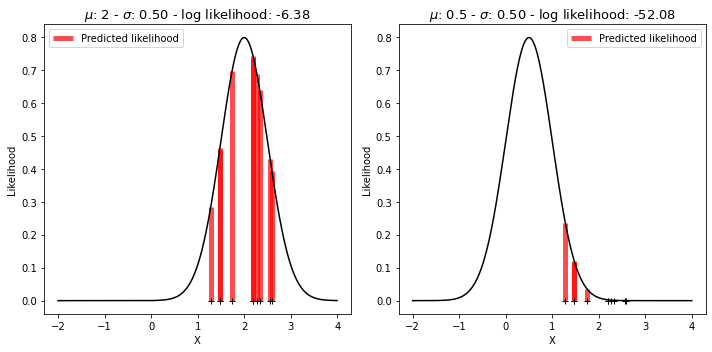 μ: 2 - σ: 0.50 - log likelihood: -6.38
Predicted likelihood
Likelihood
0.8
0.7
0.6
0.5
0.4
0.3
0.2
0.1
0.0
−2 −1 0 1 2 3 4
X
μ: 0.5 - σ: 0.50 - log likelihood: -52.08
Predicted likelihood
Likelihood
0.8
0.7
0.6
0.5
0.4
0.3
0.2
0.1
0.0
−2 −1 0 1 2 3 4
X